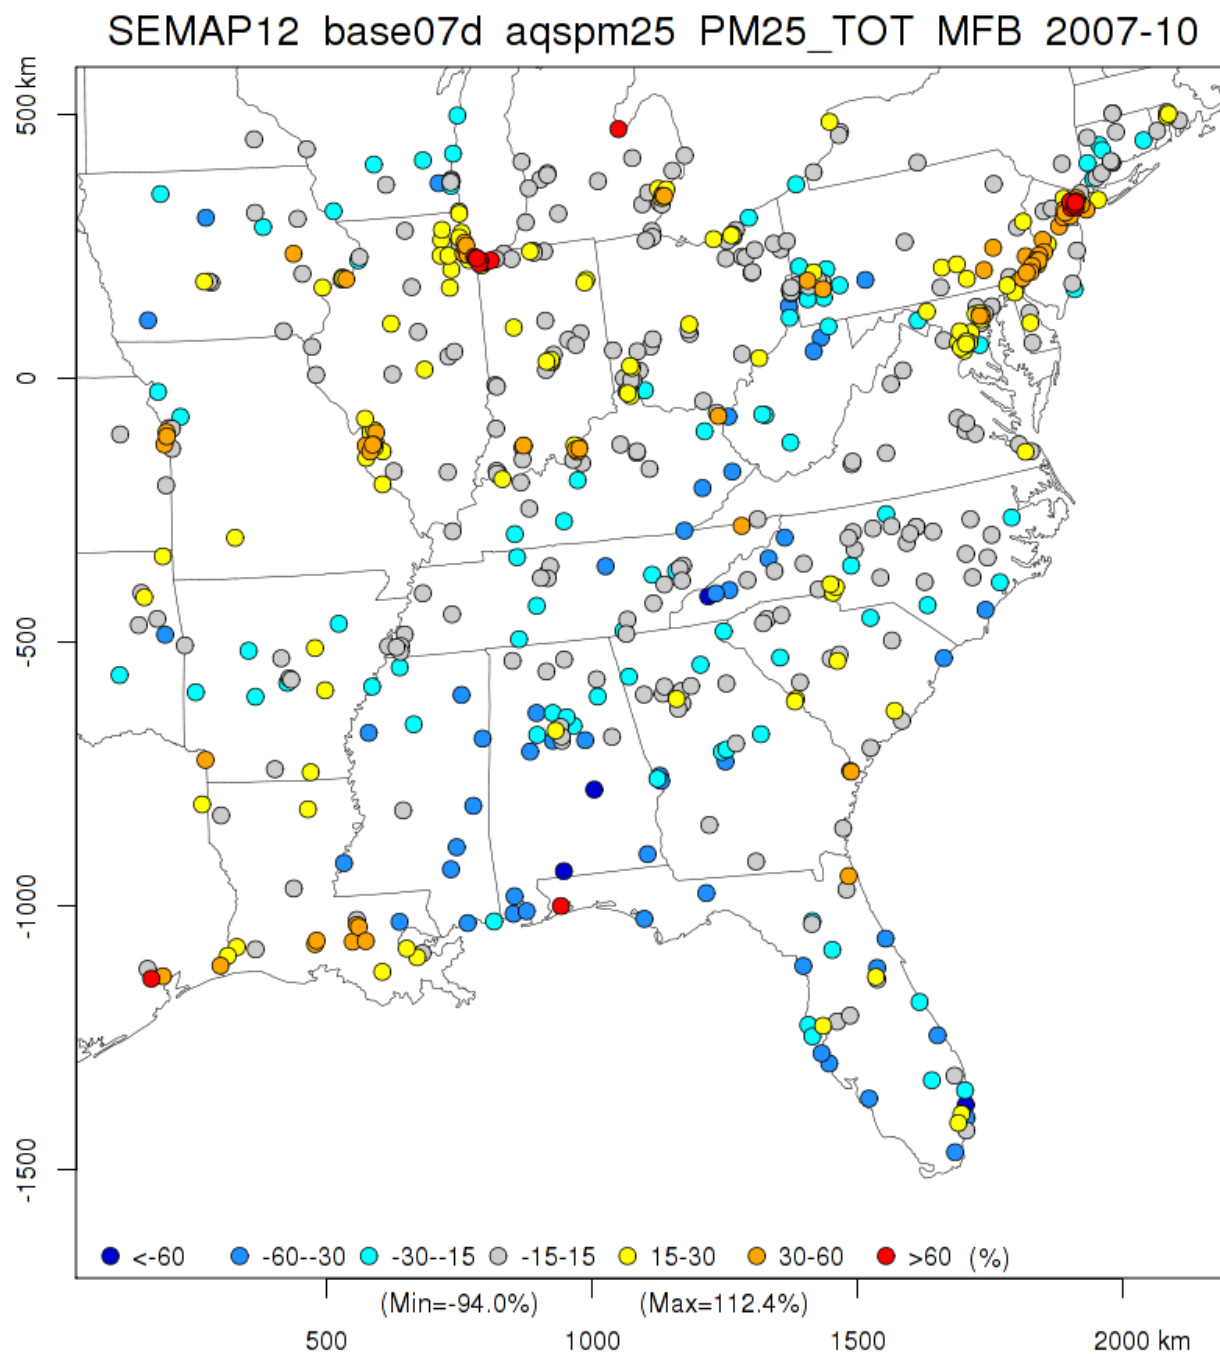 SEMAP12 base07d aqspm25 PM25_TOT MFB 2007-10
500 km
0
-500
-1000
-1500
<-60 -60--30 -30--15 -15-15 15-30 30-60 >60 (%)
(Min=-94.0%) (Max=112.4%)
500 1000 1500 2000 km